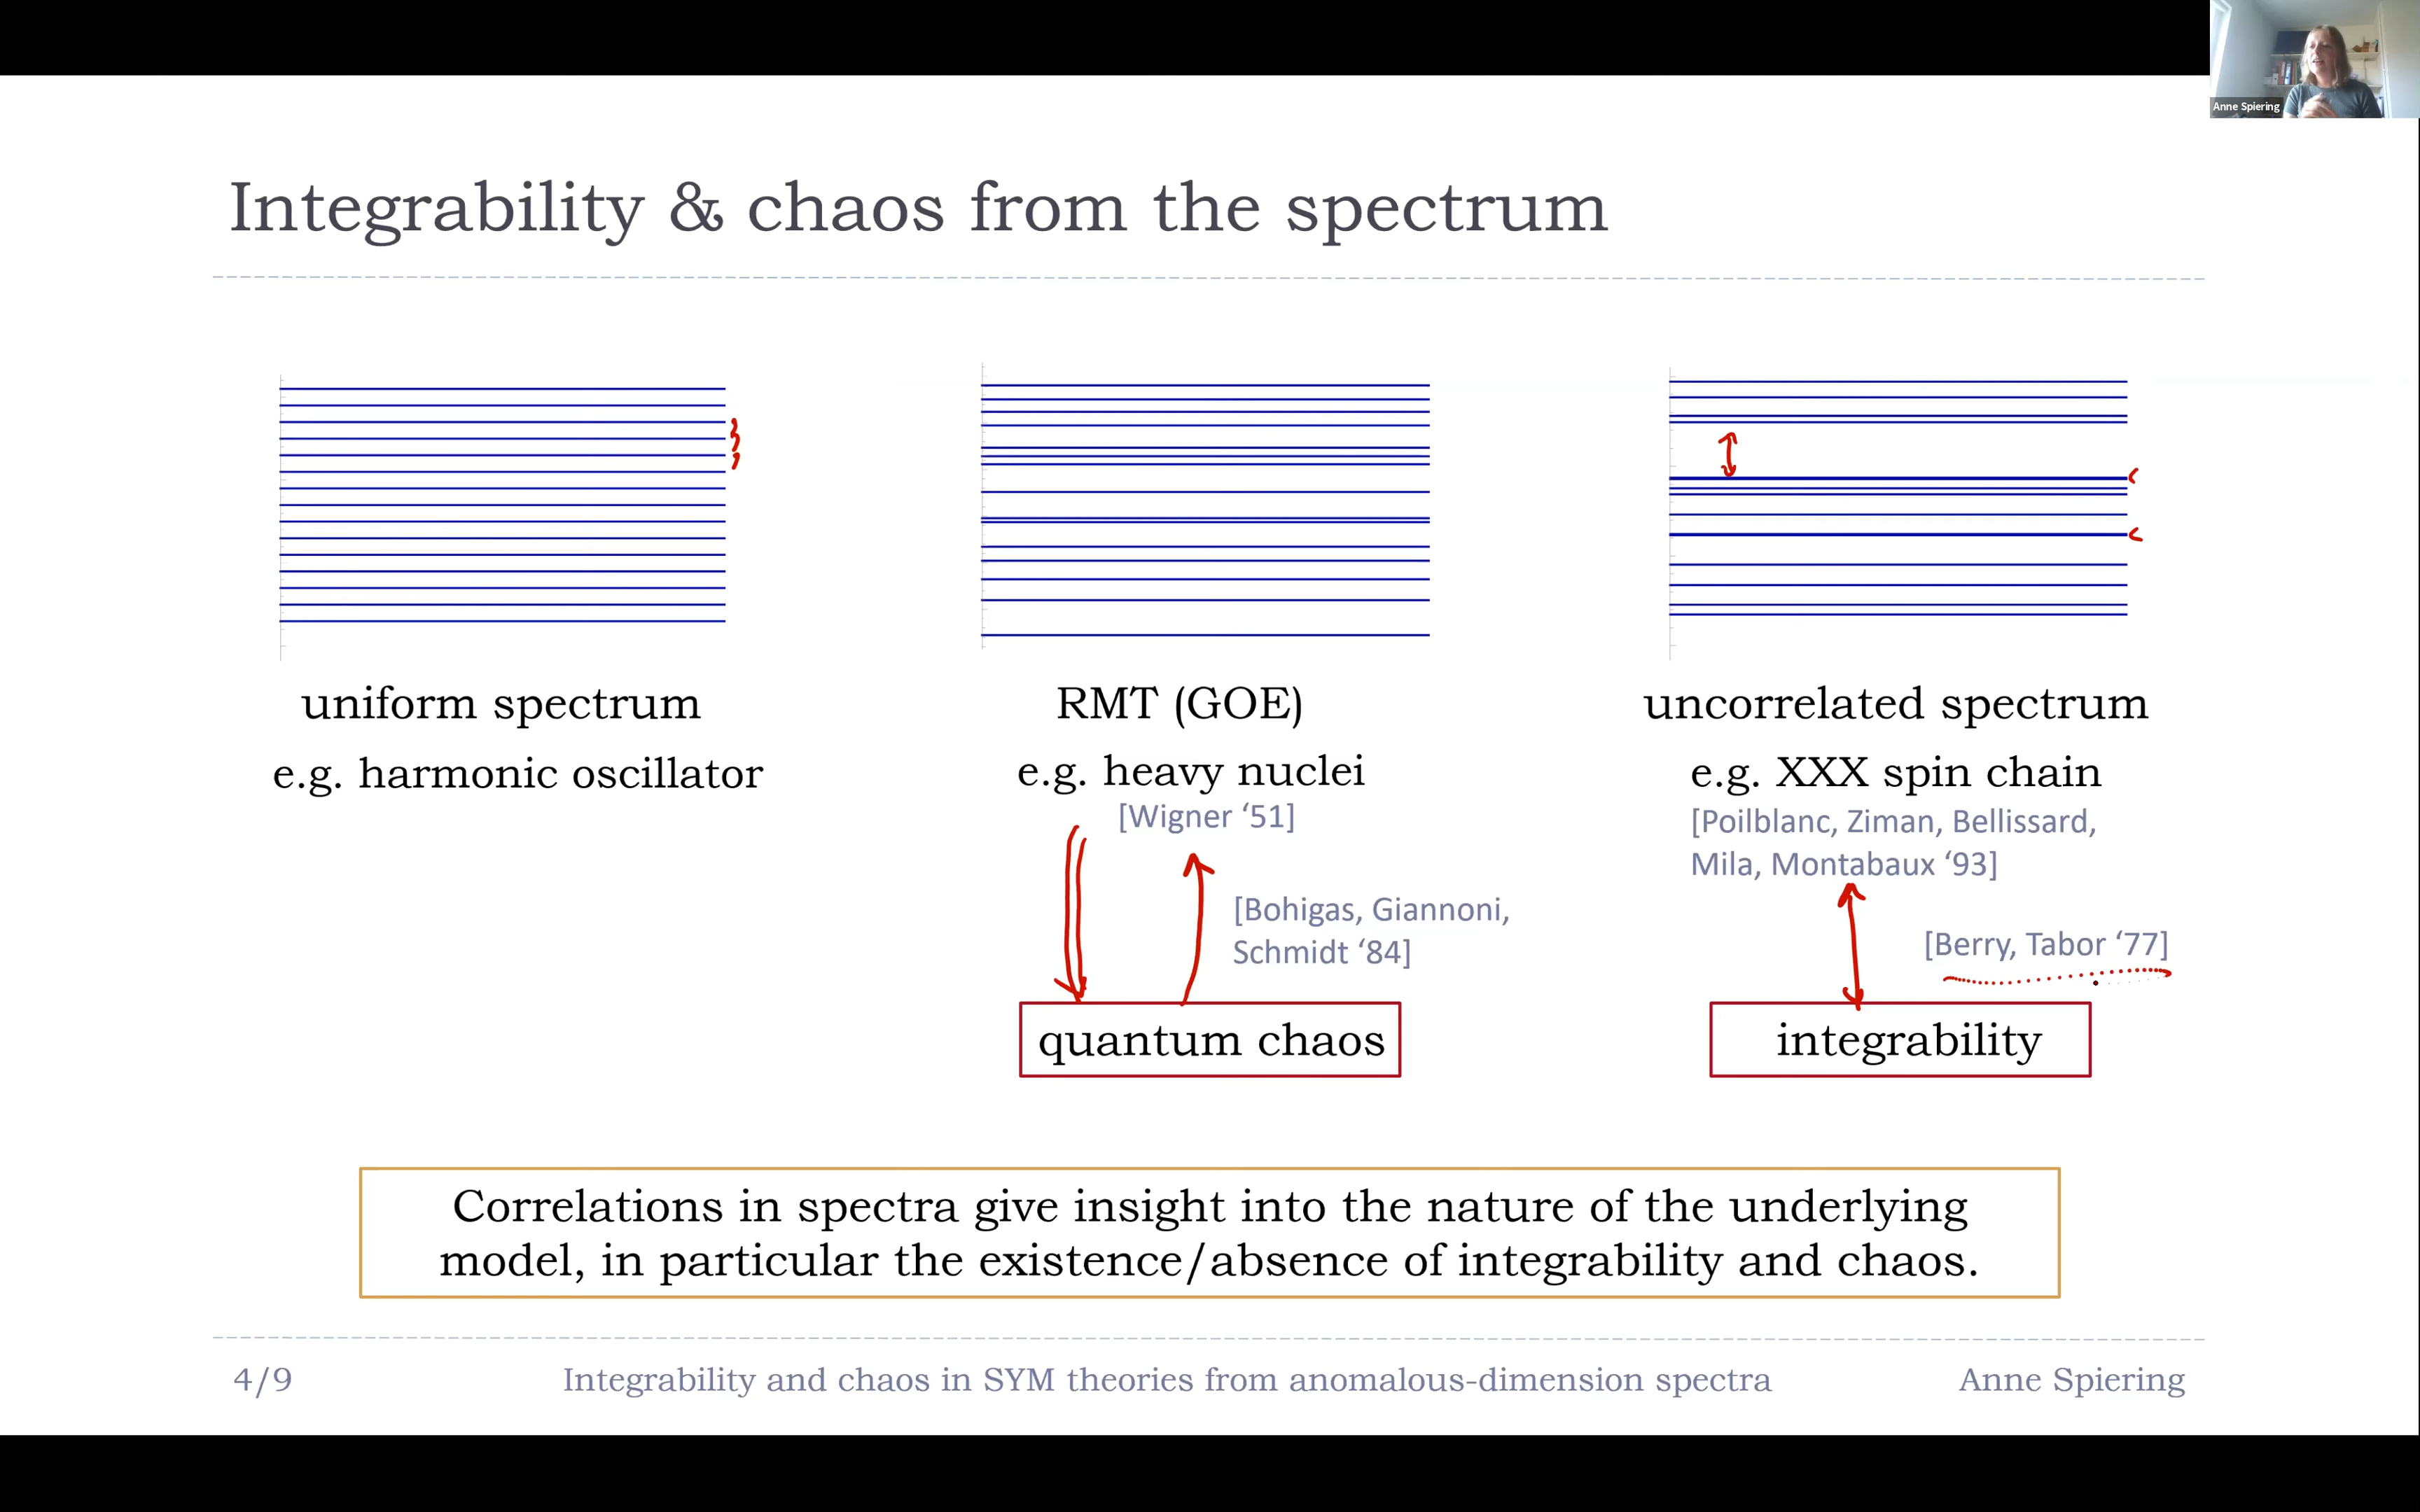 Anne Spiering
Integrability & chaos from the spectrum
uniform spectrum
e.g. harmonic oscillator
RMT (GOE)
e.g. heavy nuclei
[Wigner ‘51]
[Bohigas, Giannoni,
Schmidt ‘84]
quantum chaos
uncorrelated spectrum
e.g. XXX spin chain
[Poilblanc, Ziman, Bellissard,
Mila, Montabaux ‘93]
[Berry, Tabor ‘77]
integrability
Correlations in spectra give insight into the nature of the underlying
model, in particular the existence/absence of integrability and chaos.
4/9
Integrability and chaos in SYM theories from anomalous-dimension spectra
Anne Spiering